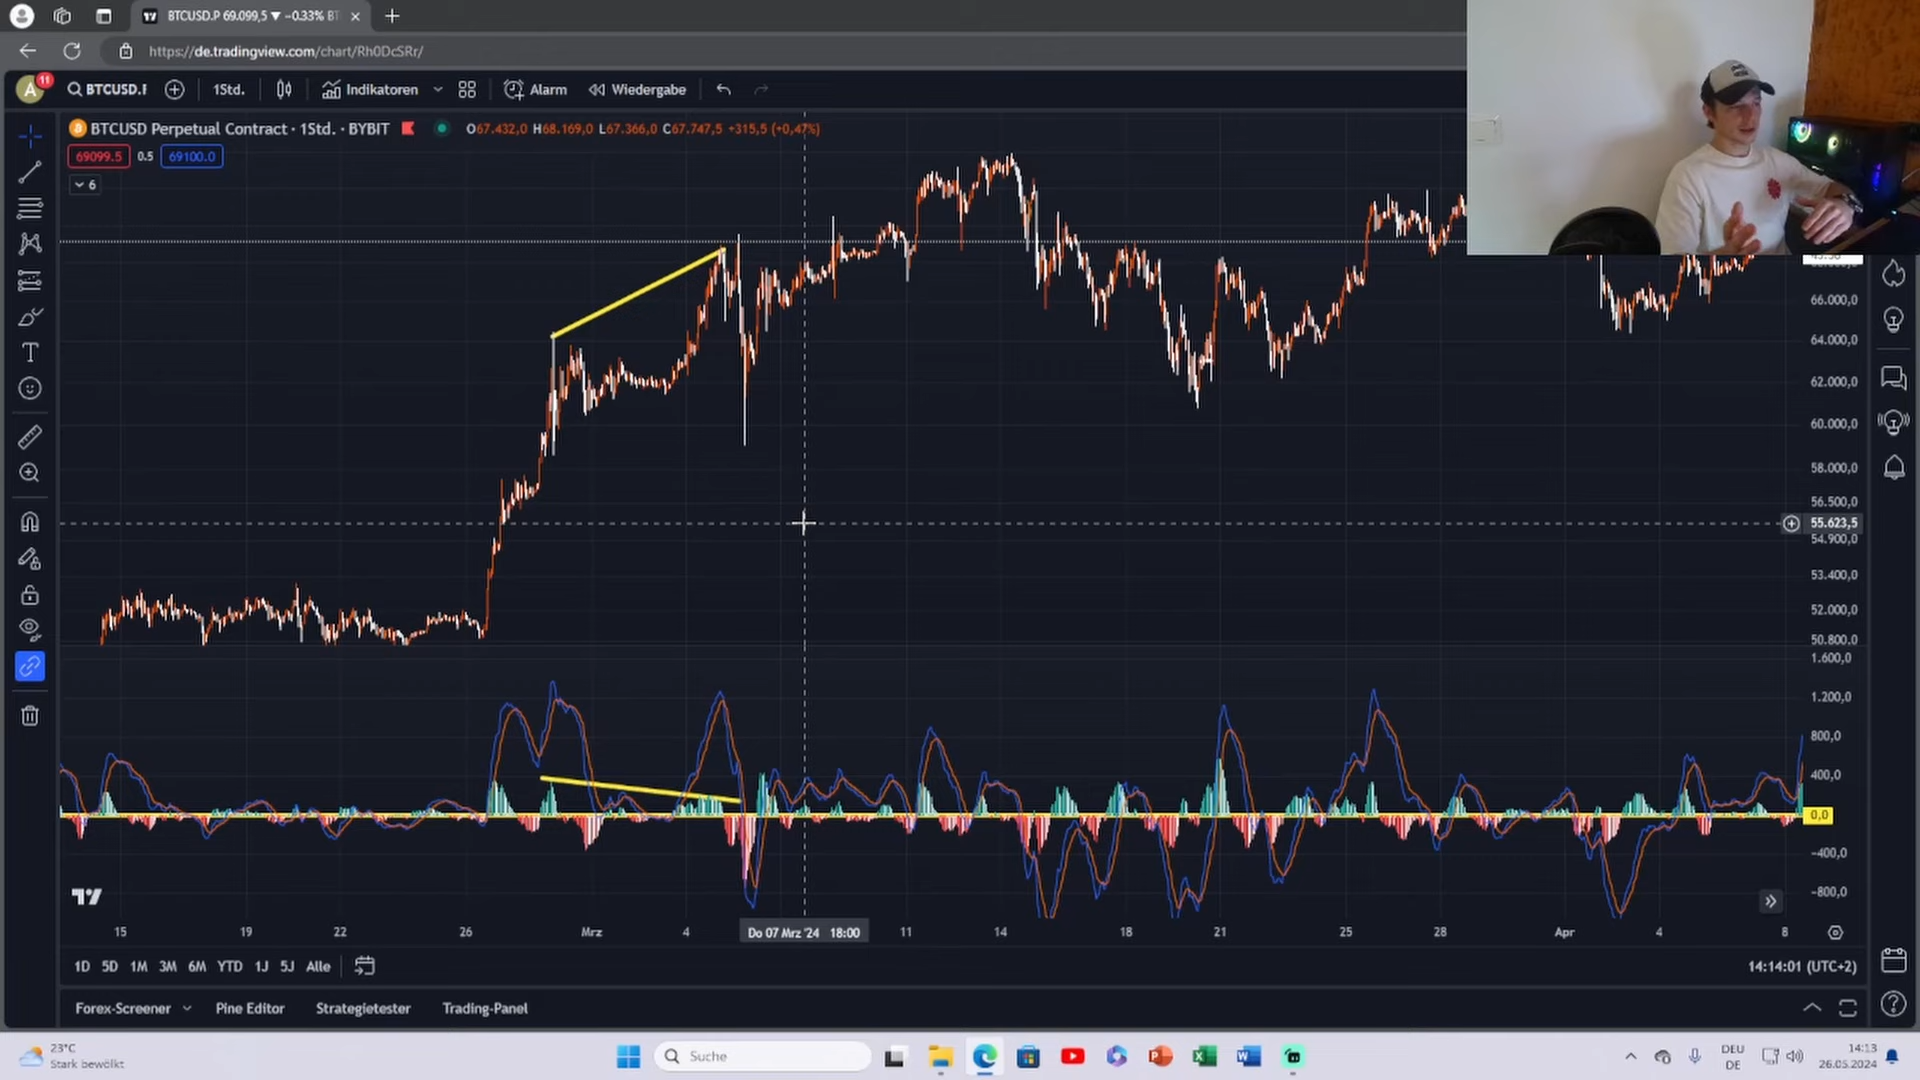 BTCUSD.P 69.099,5 ▼ −0.33% BT
https://de.tradingview.com/chart/Rh0DcSRr/
A
11
BTCUSD.F
1Std.
Indikatoren
Alarm
Wiedergabe
BTCUSD Perpetual Contract · 1Std. · BYBIT
O67.432,0 H68.169,0 L67.366,0 C67.747,5 +315,5 (+0,47%)
69099.5
0.5
69100.0
6
66.000,0
64.000,0
62.000,0
60.000,0
58.000,0
56.500,0
55.623,5
54.900,0
53.400,0
52.000,0
50.800,0
1.600,0
1.200,0
800,0
400,0
0,0
−400,0
−800,0
15
19
22
26
Mrz
4
Do 07 Mrz '24 18:00
11
14
18
21
25
28
Apr
4
8
1D
5D
1M
3M
6M
YTD
1J
5J
Alle
14:14:01 (UTC+2)
Forex-Screener
Pine Editor
Strategietester
Trading-Panel
23°C
Stark bewölkt
Suche
DEU
DE
14:13
26.05.2024